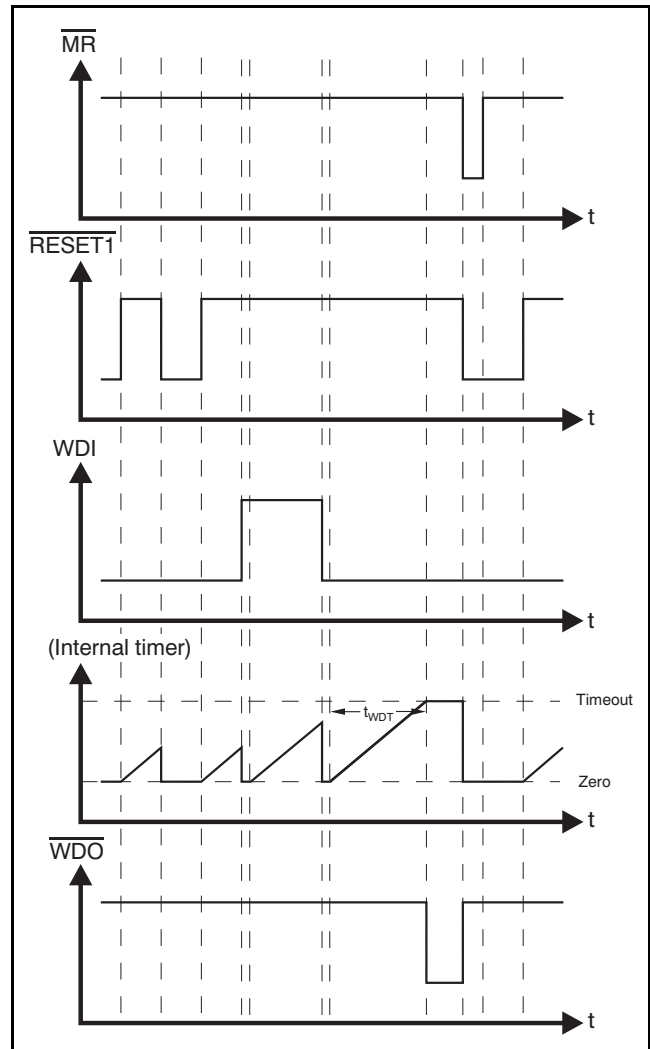 MR
t
RESET1
t
WDI
t
(Internal timer)
Timeout
tWDT
Zero
t
WDO
t